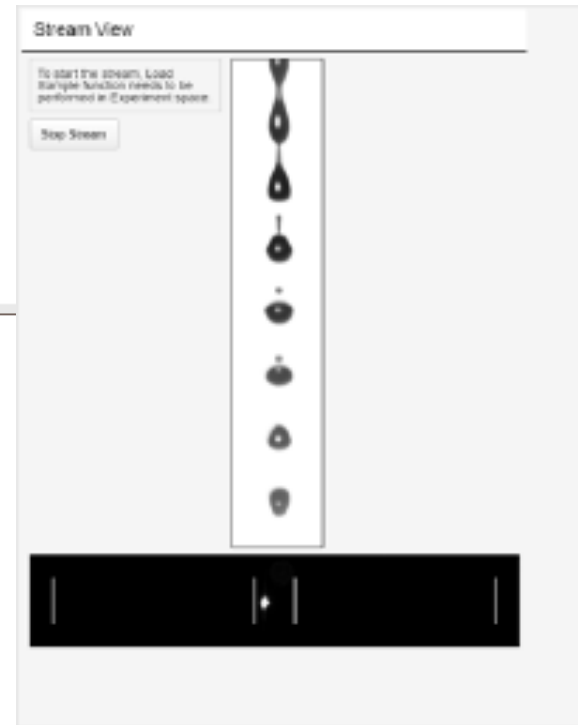 Stream View
To start the stream, Load
Sample function needs to be
performed in Experiment space.
Stop Stream